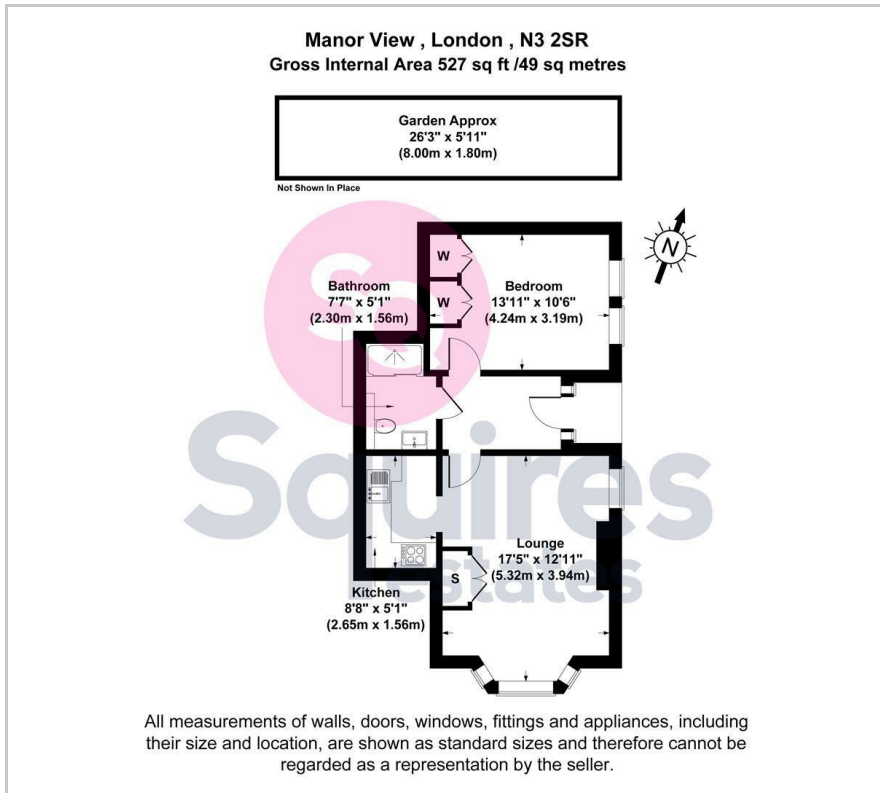 Manor View , London , N3 2SR
Gross Internal Area 527 sq ft /49 sq metres
Garden Approx
26'3" x 5'11"
(8.00m x 1.80m)
Not Shown In Place
N
SQ
W
W
Bedroom
13'11" x 10'6"
(4.24m x 3.19m)
Bathroom
7'7" x 5'1"
(2.30m x 1.56m)
Squires
estates
Lounge
17'5" x 12'11"
(5.32m x 3.94m)
S
Kitchen
8'8" x 5'1"
(2.65m x 1.56m)
All measurements of walls, doors, windows, fittings and appliances, including
their size and location, are shown as standard sizes and therefore cannot be
regarded as a representation by the seller.